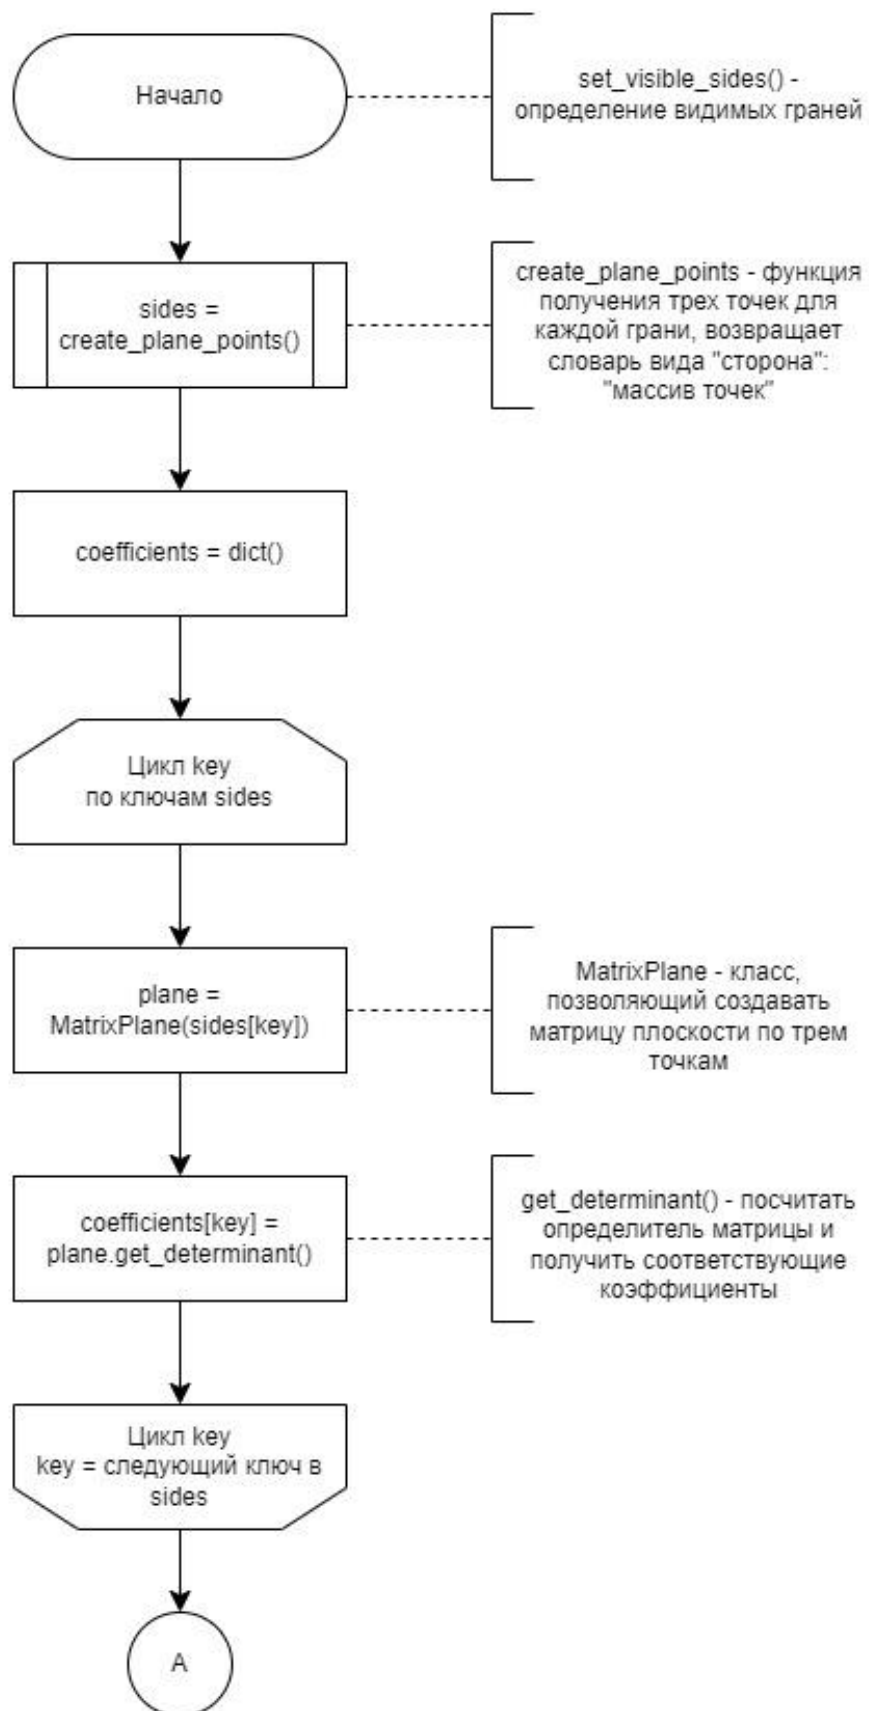 Начало
set_visible_sides() -
определение видимых граней
sides =
create_plane_points()
create_plane_points - функция
получения трех точек для
каждой грани, возвращает
словарь вида "сторона":
"массив точек"
coefficients = dict()
Цикл key
по ключам sides
plane =
MatrixPlane(sides[key])
MatrixPlane - класс,
позволяющий создавать
матрицу плоскости по трем
точкам
coefficients[key] =
plane.get_determinant()
get_determinant() - посчитать
определитель матрицы и
получить соответствующие
коэффициенты
Цикл key
key = следующий ключ в
sides
A